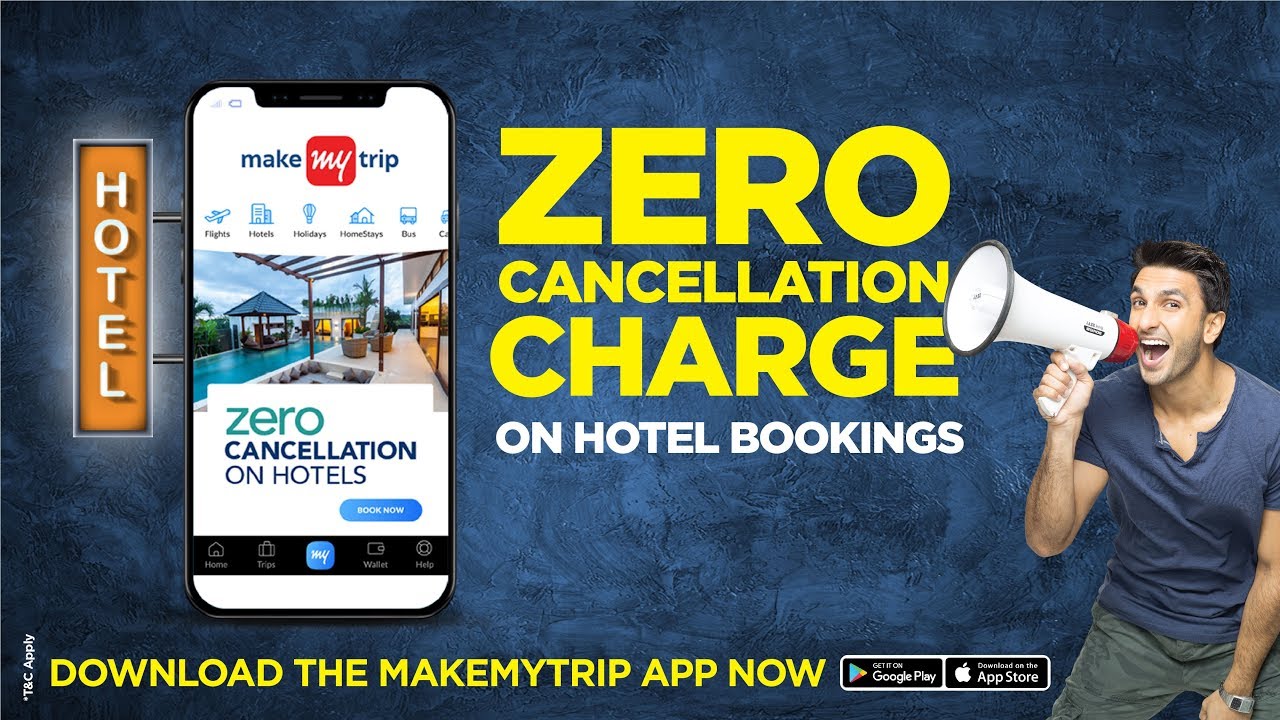 HOTEL
make my trip
Flights Hotels Holidays HomeStays Bus Ca
zero
CANCELLATION
ON HOTELS
BOOK NOW
Home Trips my Wallet Help
ZERO
CANCELLATION
CHARGE
ON HOTEL BOOKINGS
*T&C Apply
DOWNLOAD THE MAKEMYTRIP APP NOW
GET IT ON
Google Play
Download on the
App Store